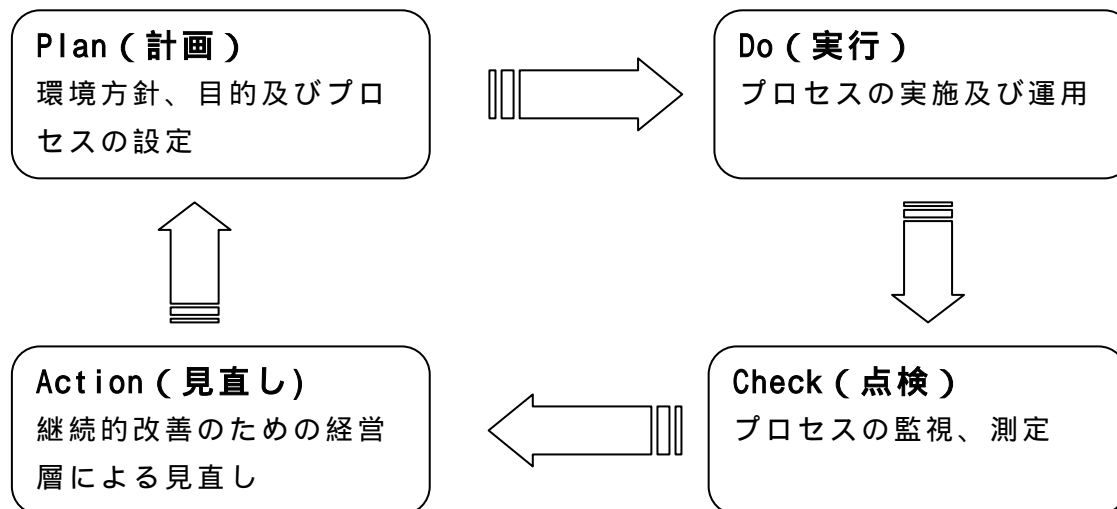 Plan(計画)
環境方針、目的及びプロ
セスの設定
Do(実行)
プロセスの実施及び運用
Check(点検)
プロセスの監視、測定
Action(見直し)
継続的改善のための経営
層による見直し